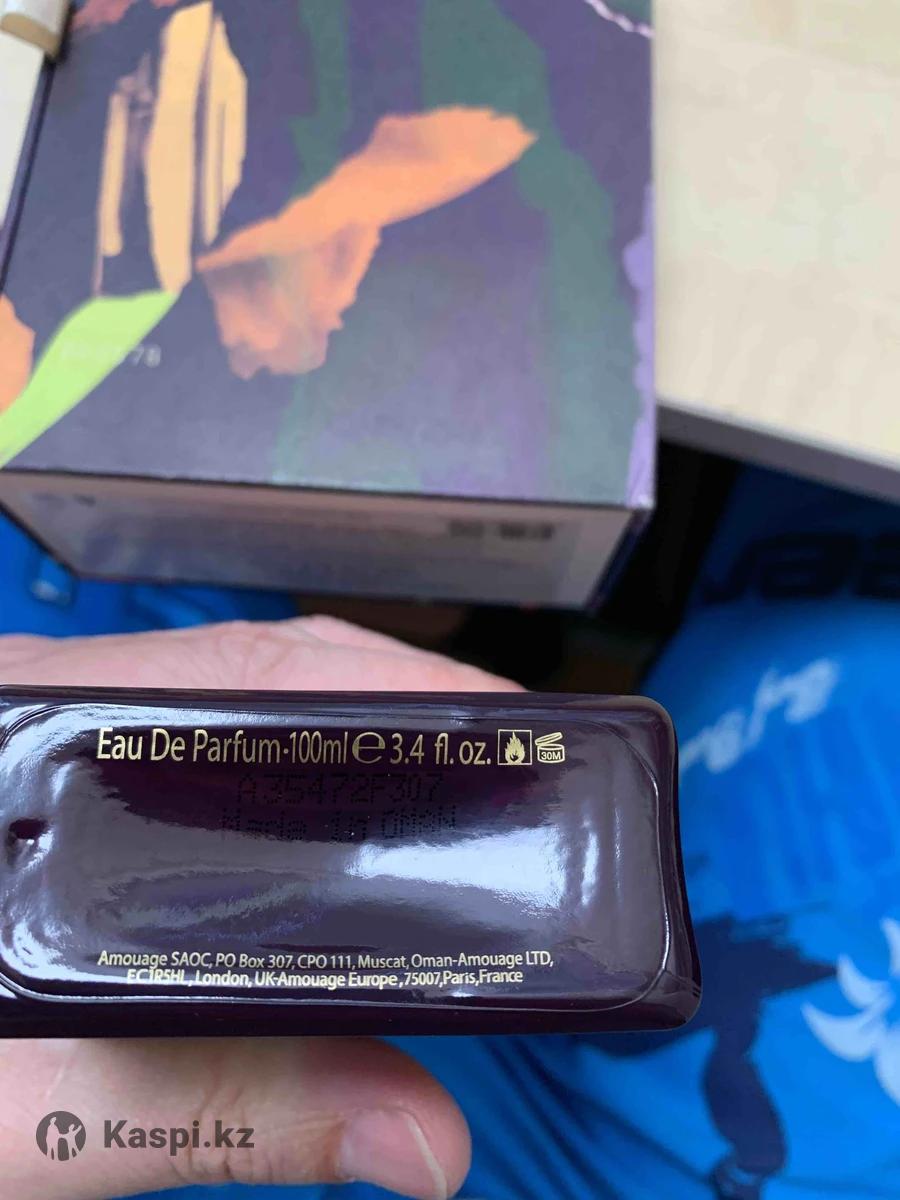 Eau De Parfum·100ml ℮ 3.4 fl.oz. 30M
A35472F307
Made in OMAN
Amouage SAOC, PO Box 307, CPO 111, Muscat, Oman-Amouage LTD,
EC1R5HL, London, UK-Amouage Europe, 75007, Paris, France
Kaspi.kz